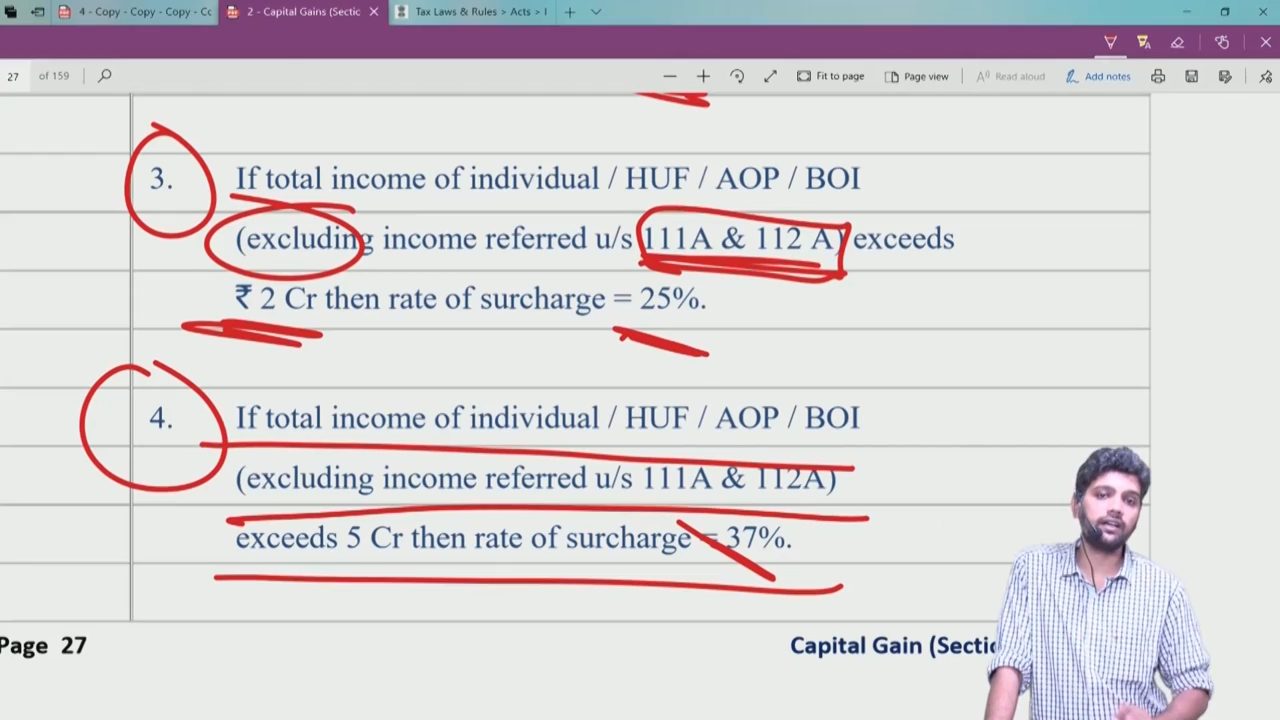 4 - Copy - Copy - Copy - Cc
2 - Capital Gains (Sectic
Tax Laws & Rules > Acts > I
27 of 159
Fit to page
Page view
Read aloud
Add notes
3. If total income of individual / HUF / AOP / BOI
(excluding income referred u/s 111A & 112 A) exceeds
₹ 2 Cr then rate of surcharge = 25%.
4. If total income of individual / HUF / AOP / BOI
(excluding income referred u/s 111A & 112A)
exceeds 5 Cr then rate of surcharge = 37%.
Page 27
Capital Gain (Sectio